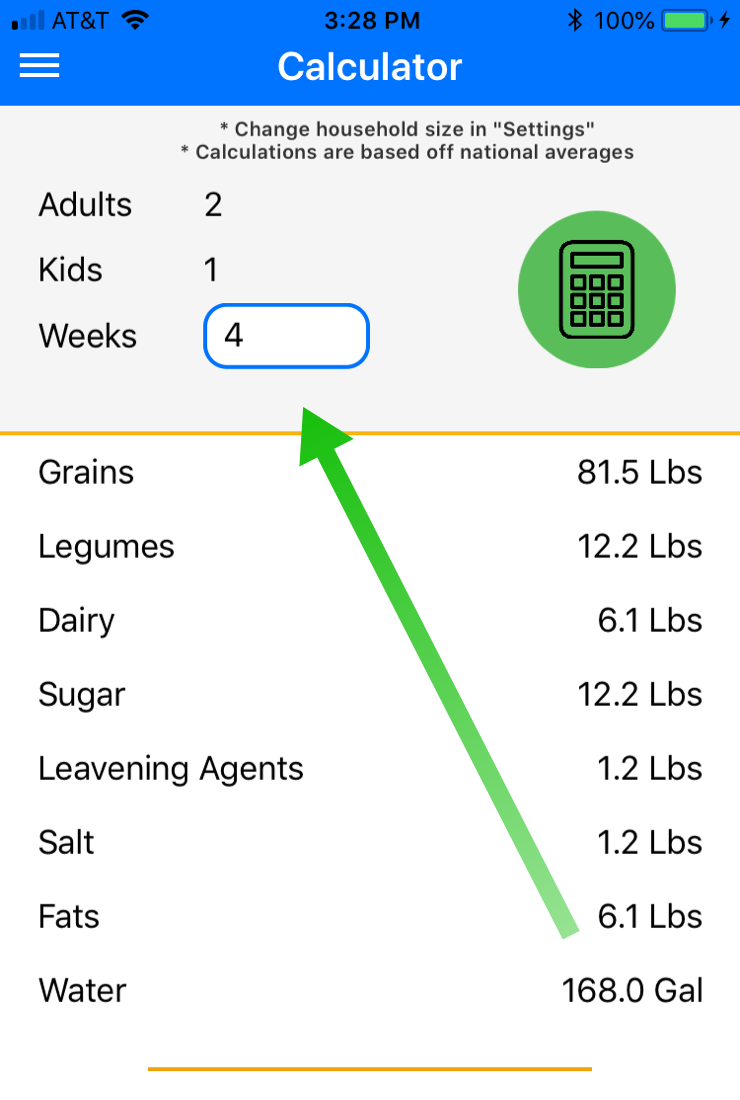 AT&T 3:28 PM 100%
Calculator
* Change household size in "Settings"
* Calculations are based off national averages
Adults 2
Kids 1
Weeks 4
Grains 81.5 Lbs
Legumes 12.2 Lbs
Dairy 6.1 Lbs
Sugar 12.2 Lbs
Leavening Agents 1.2 Lbs
Salt 1.2 Lbs
Fats 6.1 Lbs
Water 168.0 Gal